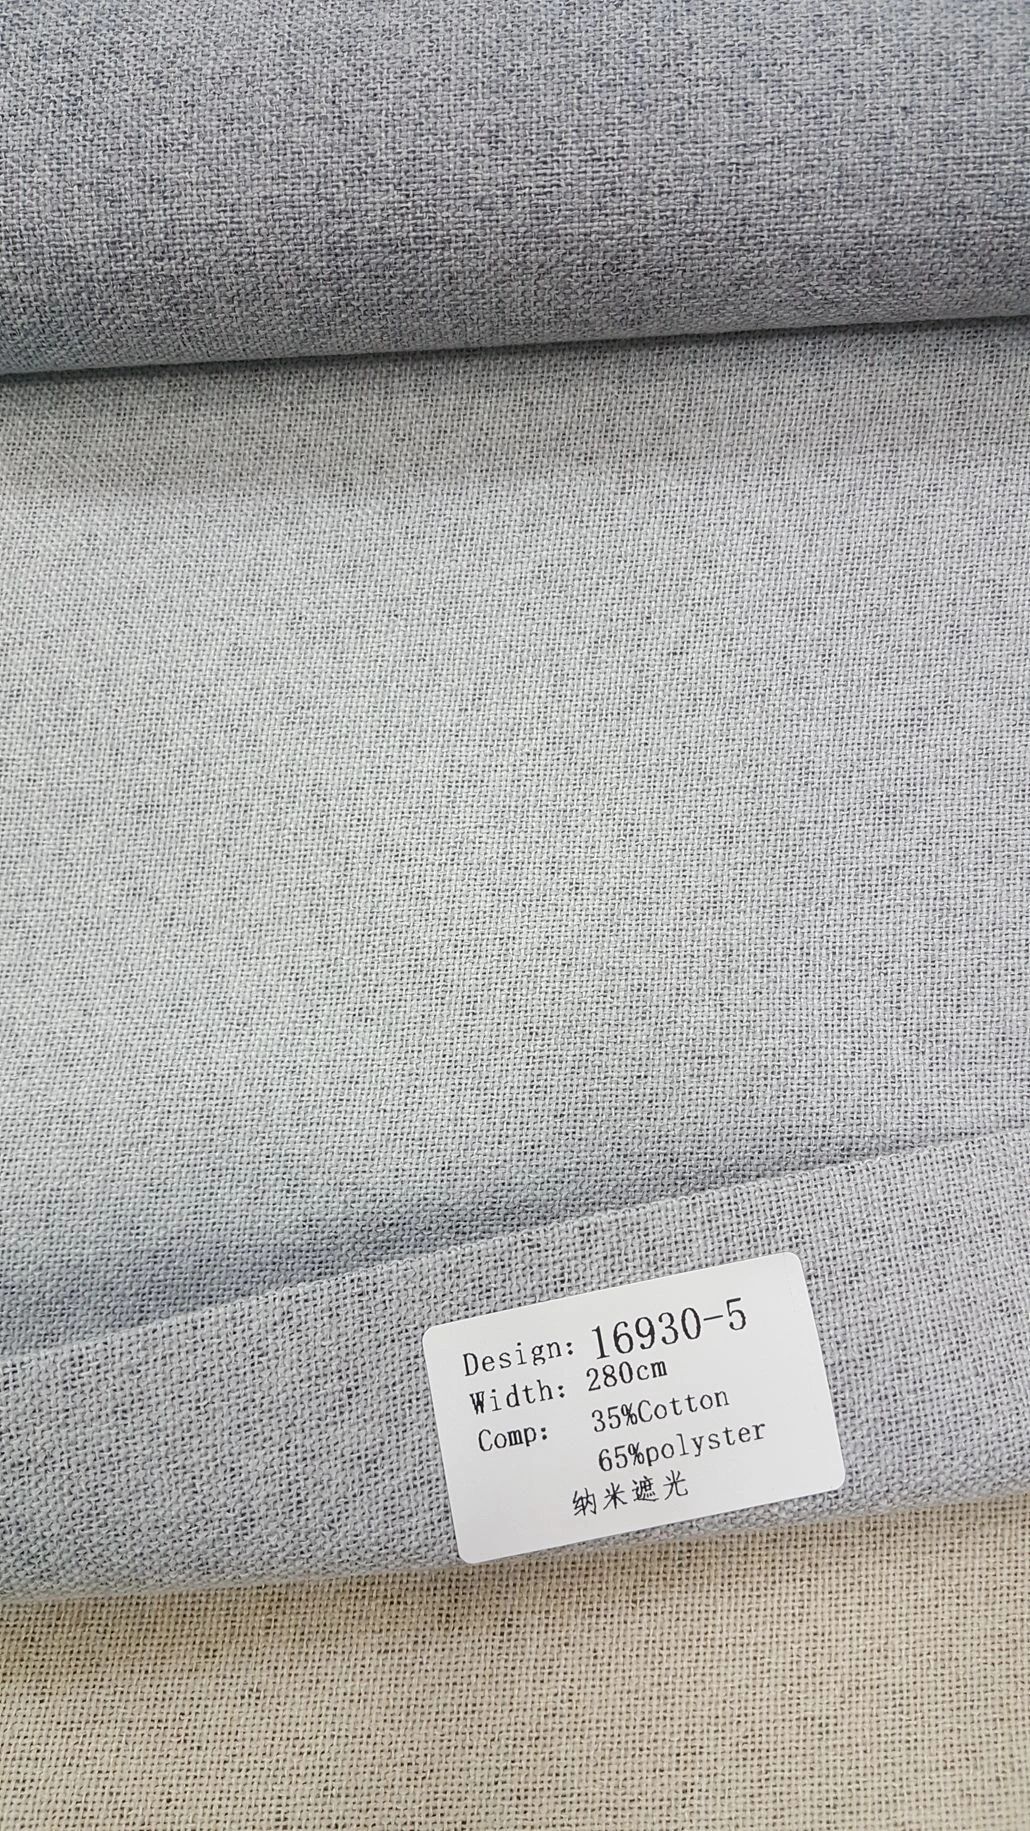 Design: 16930-5
Width: 280cm
Comp: 35%Cotton
65%polyster
纳米遮光